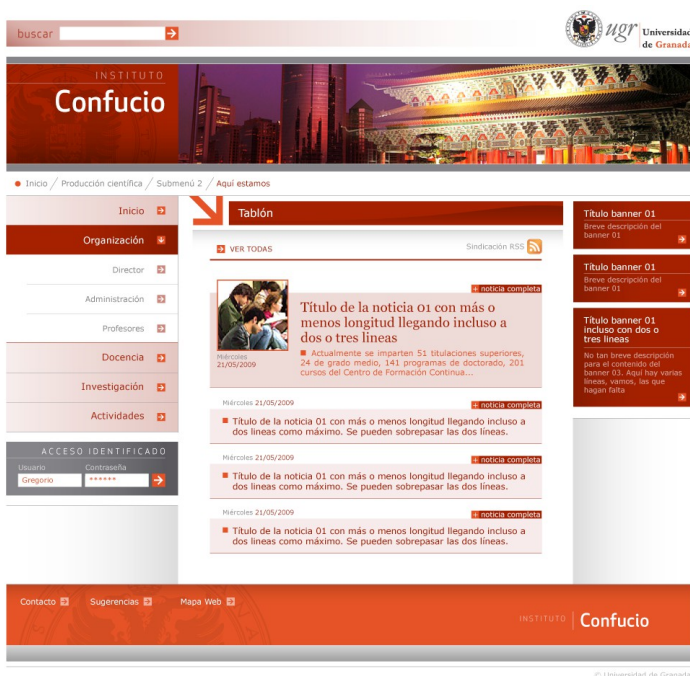 buscar
ugr
Universidad
de Granada
INSTITUTO
Confucio
Inicio / Producción científica / Submenú 2 / Aquí estamos
Inicio
Organización
Director
Administración
Profesores
Docencia
Investigación
Actividades
ACCESO IDENTIFICADO
Usuario Contraseña
Gregorio ******
Tablón
VER TODAS
Sindicación RSS
noticia completa
Título de la noticia 01 con más o
menos longitud llegando incluso a
dos o tres lineas
Miércoles
21/05/2009
Actualmente se imparten 51 titulaciones superiores,
24 de grado medio, 141 programas de doctorado, 201
cursos del Centro de Formación Continua...
Miércoles 21/05/2009
noticia completa
Título de la noticia 01 con más o menos longitud llegando incluso a
dos lineas como máximo. Se pueden sobrepasar las dos líneas.
Miércoles 21/05/2009
noticia completa
Título de la noticia 01 con más o menos longitud llegando incluso a
dos lineas como máximo. Se pueden sobrepasar las dos líneas.
Miércoles 21/05/2009
noticia completa
Título de la noticia 01 con más o menos longitud llegando incluso a
dos lineas como máximo. Se pueden sobrepasar las dos líneas.
Título banner 01
Breve descripción del
banner 01
Título banner 01
Breve descripción del
banner 01
Título banner 01
incluso con dos o
tres lineas
No tan breve descripción
para el contenido del
banner 03. Aquí hay varias
líneas, vamos, las que
hagan falta
Contacto
Sugerencias
Mapa Web
INSTITUTO Confucio
© Universidad de Granada